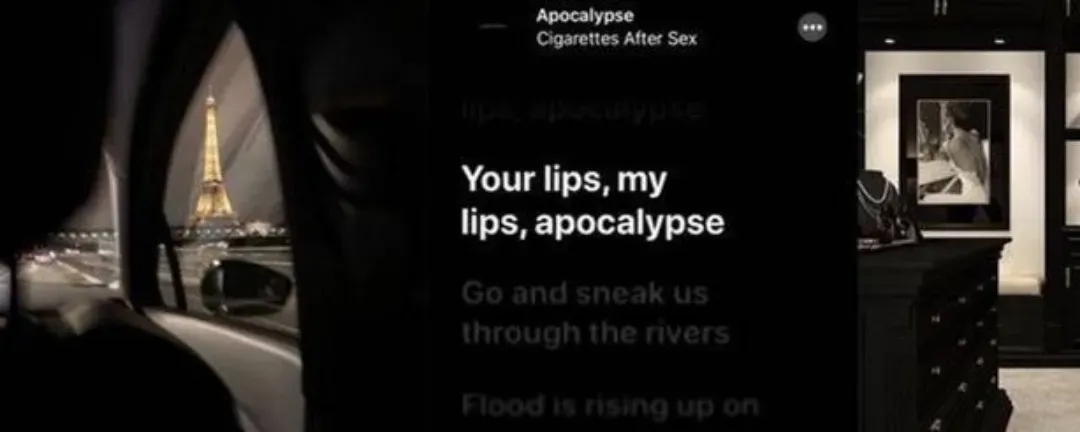 Apocalypse
Cigarettes After Sex
lips, apocalypse
Your lips, my
lips, apocalypse
Go and sneak us
through the rivers
Flood is rising up on